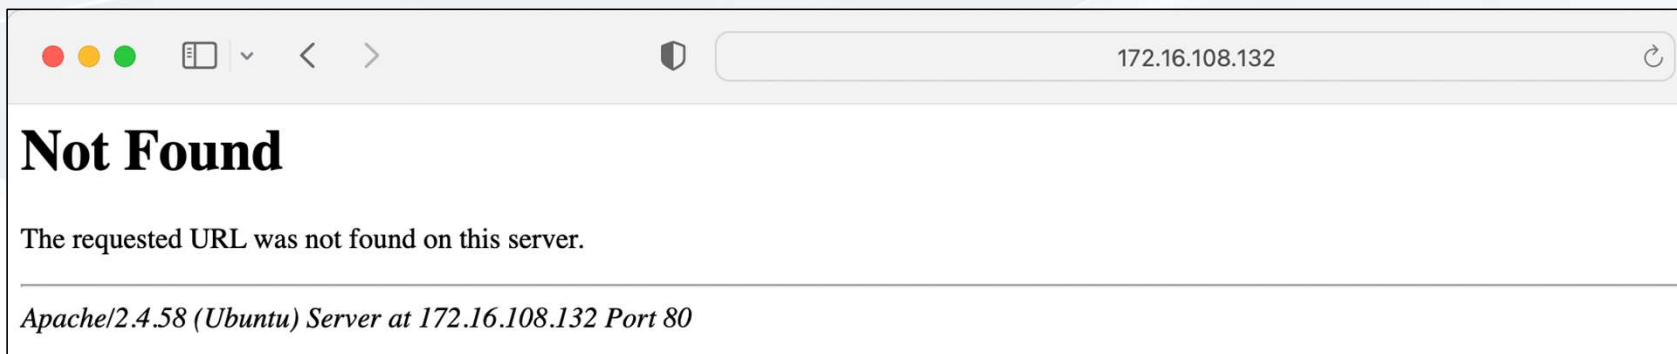 172.16.108.132
Not Found
The requested URL was not found on this server.
Apache/2.4.58 (Ubuntu) Server at 172.16.108.132 Port 80